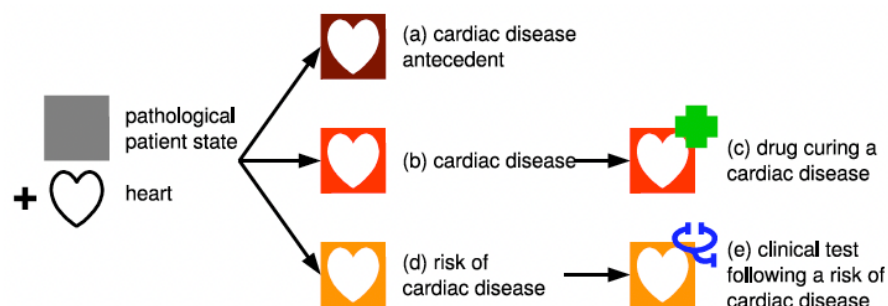 (a) cardiac disease
antecedent
pathological
patient state
+
heart
(b) cardiac disease
(c) drug curing a
cardiac disease
(d) risk of
cardiac disease
(e) clinical test
following a risk of
cardiac disease